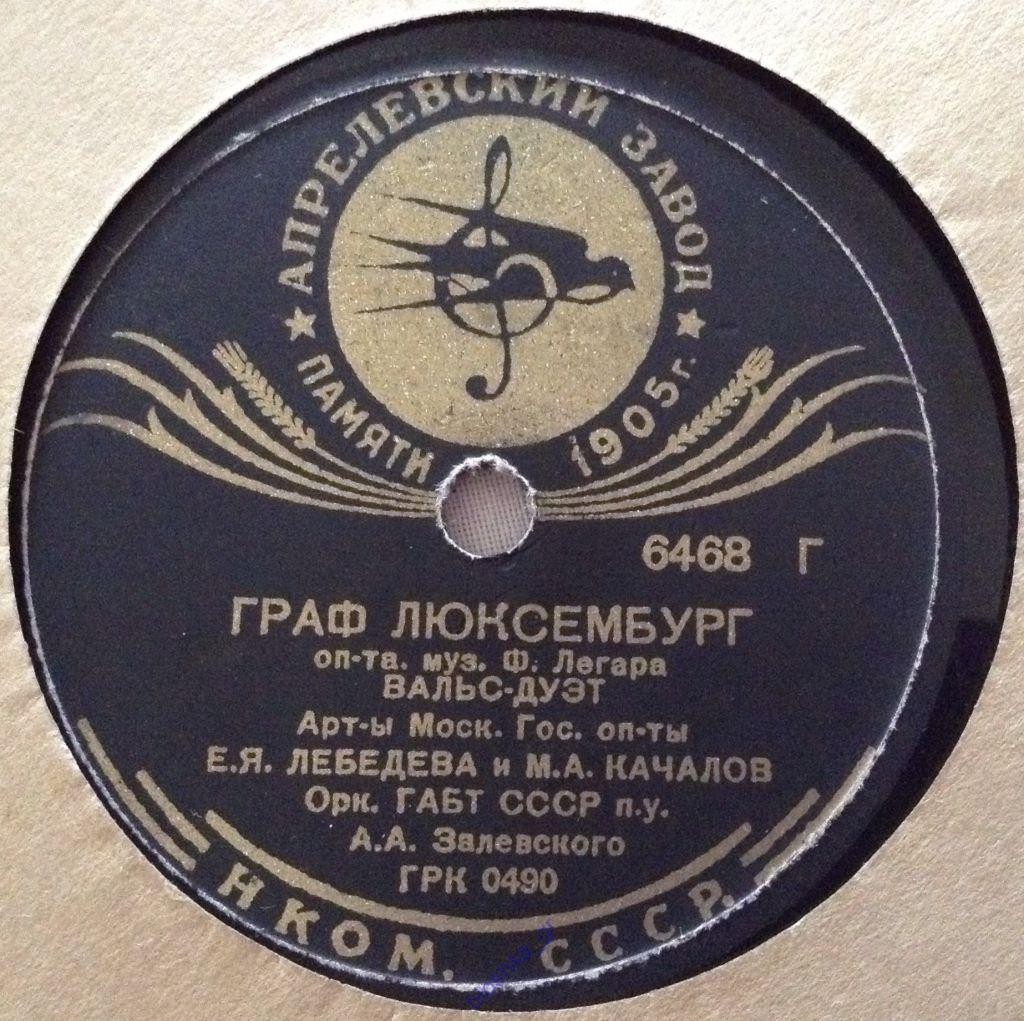 АПРЕЛЕВСКИЙ ЗАВОД
ПАМЯТИ 1905 г.
6468 Г
ГРАФ ЛЮКСЕМБУРГ
оп-та. муз. Ф. Легара
ВАЛЬС-ДУЭТ
Арт-ы Моск. Гос. оп-ты
Е.Я. ЛЕБЕДЕВА и М.А. КАЧАЛОВ
Орк. ГАБТ СССР п.у.
А.А. Залевского
ГРК 0490
НКОМ. СССР.